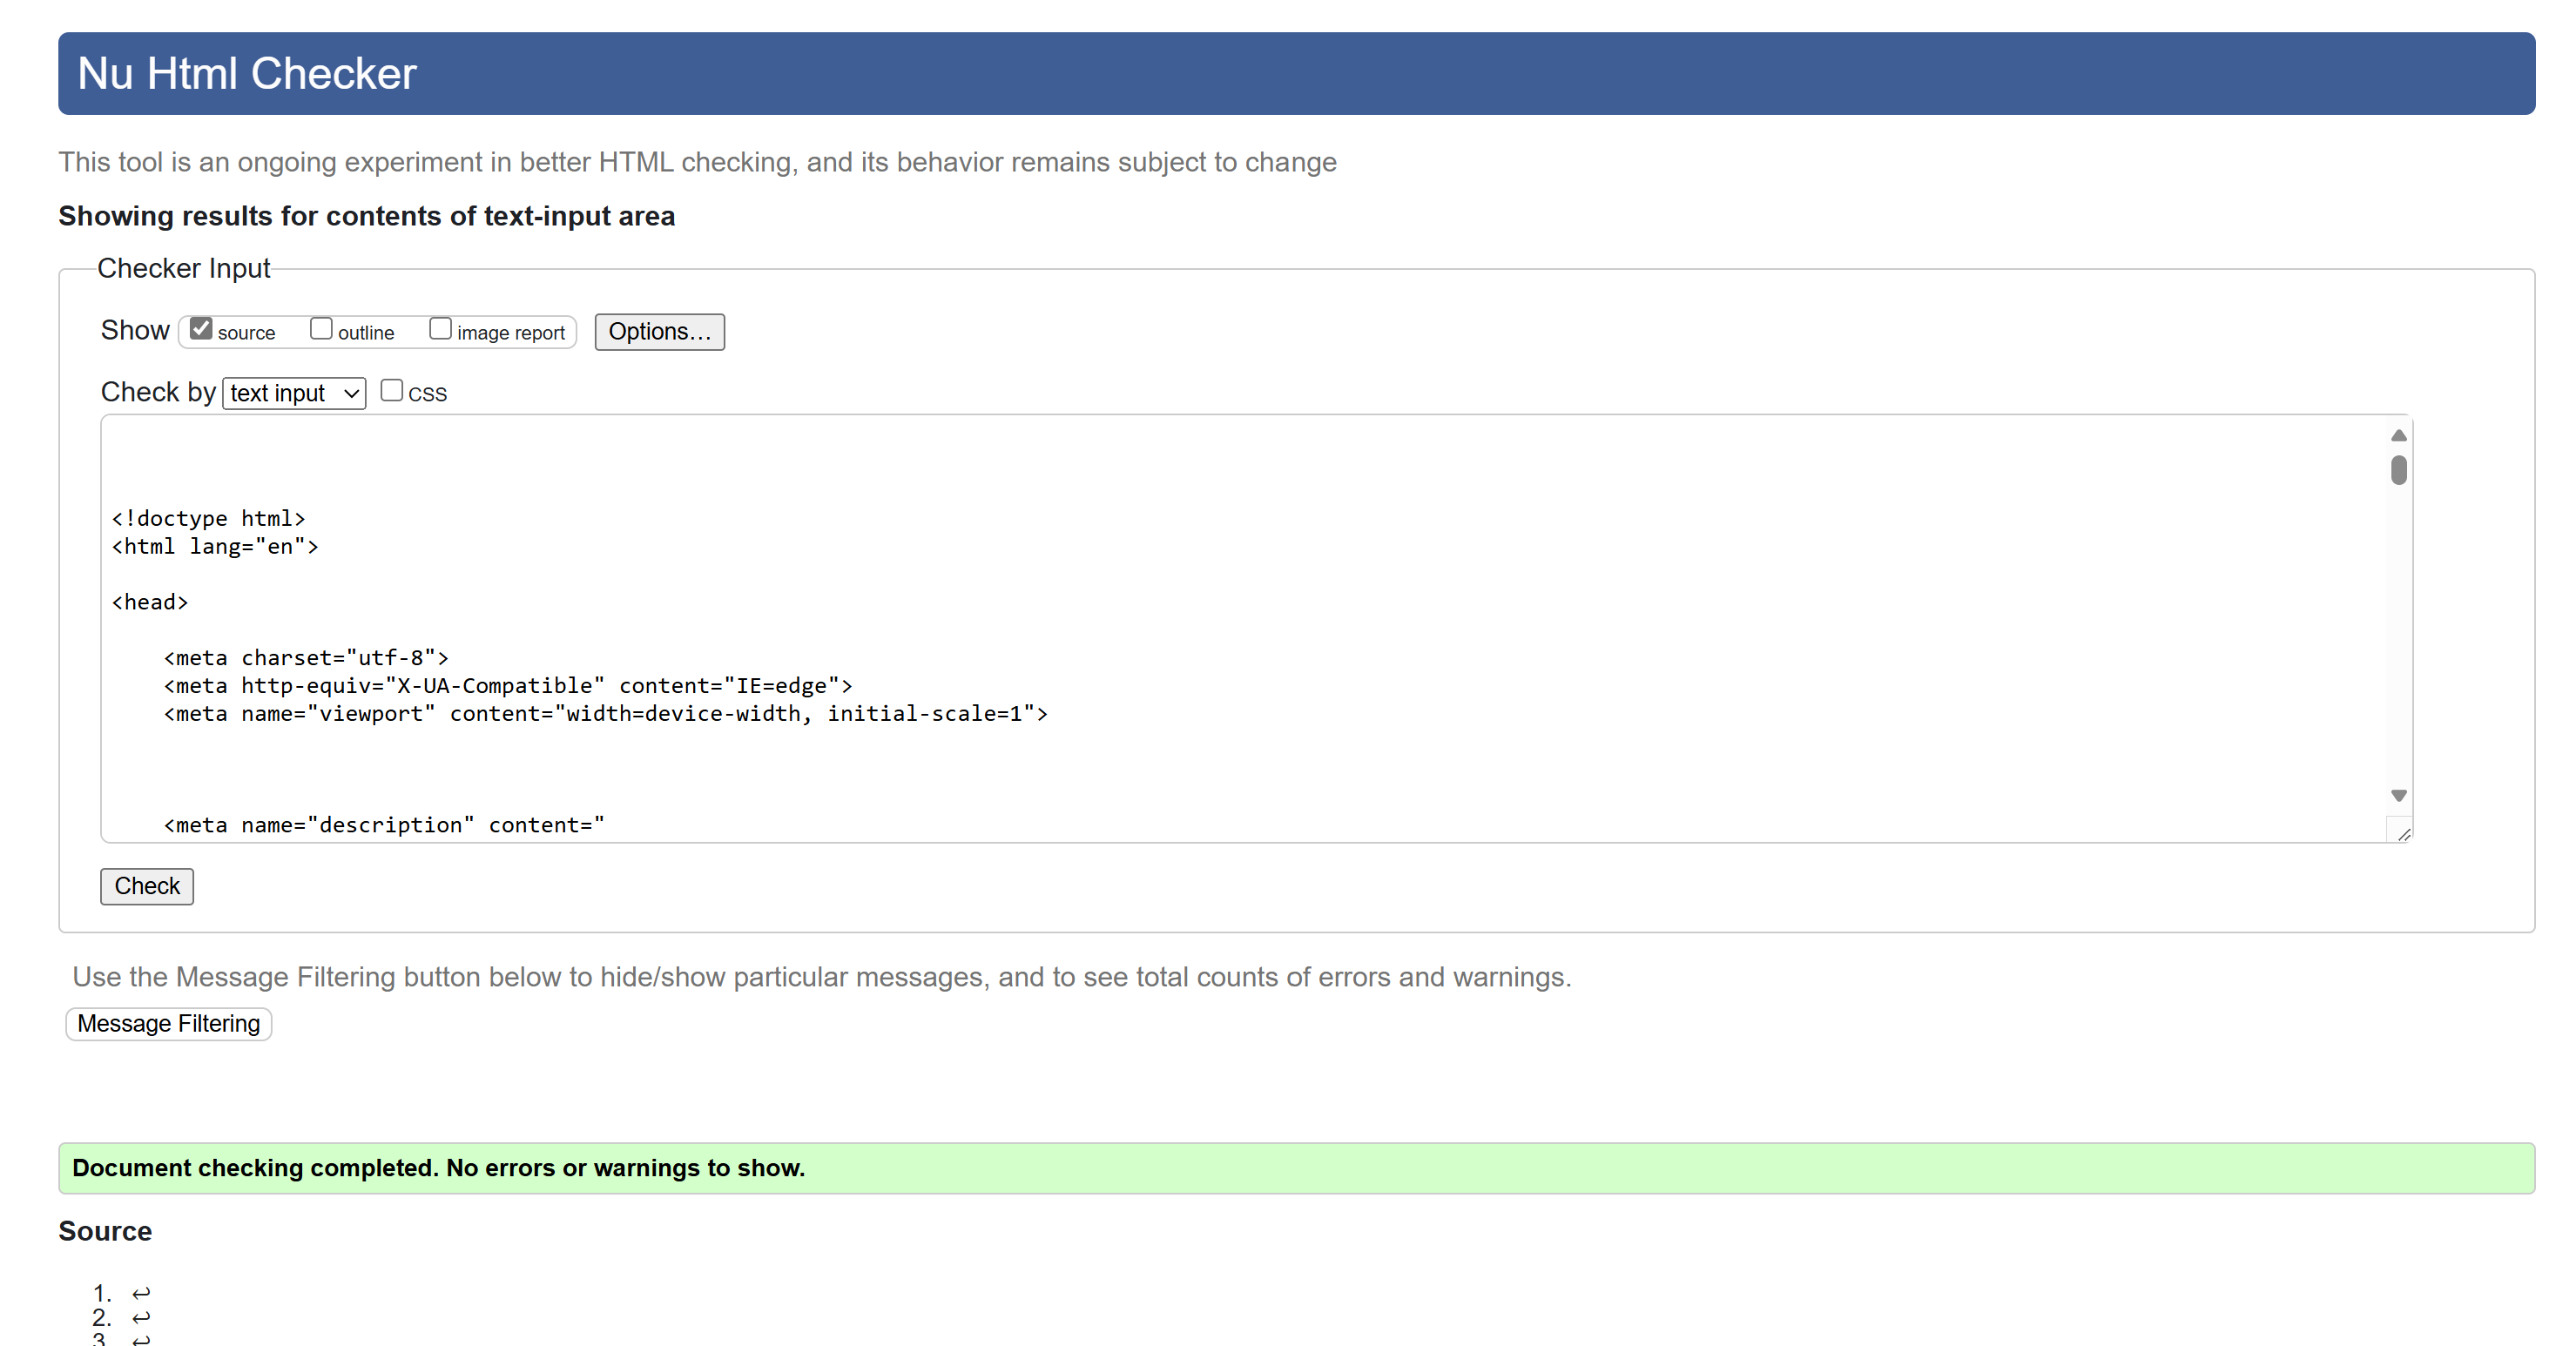 Nu Html Checker
This tool is an ongoing experiment in better HTML checking, and its behavior remains subject to change
Showing results for contents of text-input area
Checker Input
Show source outline image report Options...
Check by text input CSS
<!doctype html>
<html lang="en">
<head>
<meta charset="utf-8">
<meta http-equiv="X-UA-Compatible" content="IE=edge">
<meta name="viewport" content="width=device-width, initial-scale=1">
<meta name="description" content="
Check
Use the Message Filtering button below to hide/show particular messages, and to see total counts of errors and warnings.
Message Filtering
Document checking completed. No errors or warnings to show.
Source
1. ↩
2. ↩
3. ↩